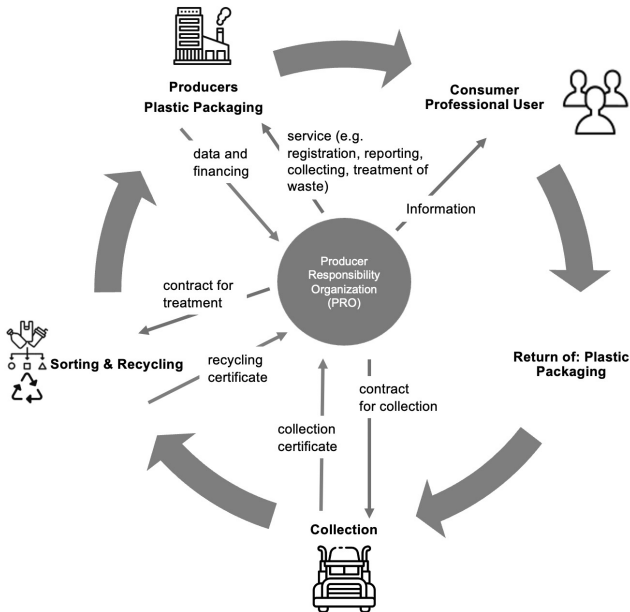 Producers
Plastic Packaging
Consumer
Professional User
service (e.g.
registration, reporting,
collecting, treatment of
waste)
data and
financing
Information
Producer
Responsibility
Organization
(PRO)
contract for
treatment
Sorting & Recycling
recycling
certificate
Return of: Plastic
Packaging
contract
for collection
collection
certificate
Collection